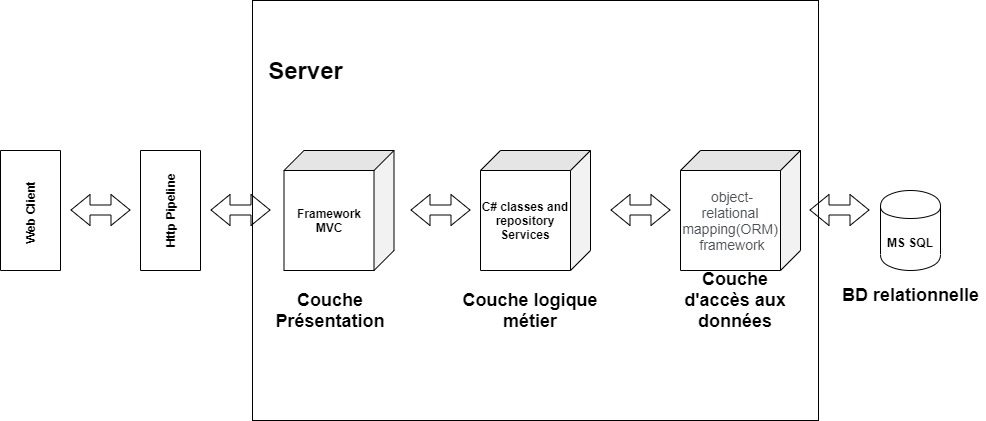 Server
Web Client
Http Pipeline
Framework
MVC
C# classes and
repository
Services
object-
relational
mapping(ORM)
framework
MS SQL
Couche
Présentation
Couche logique
métier
Couche
d'accès aux
données
BD relationnelle